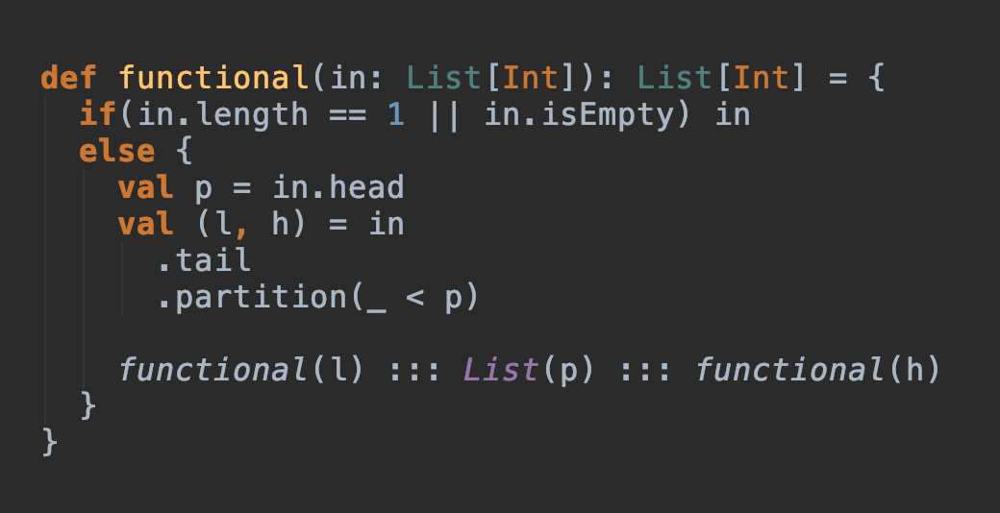 def functional(in: List[Int]): List[Int] = {
  if(in.length == 1 || in.isEmpty) in
  else {
    val p = in.head
    val (l, h) = in
      .tail
      .partition(_ < p)

    functional(l) ::: List(p) ::: functional(h)
  }
}